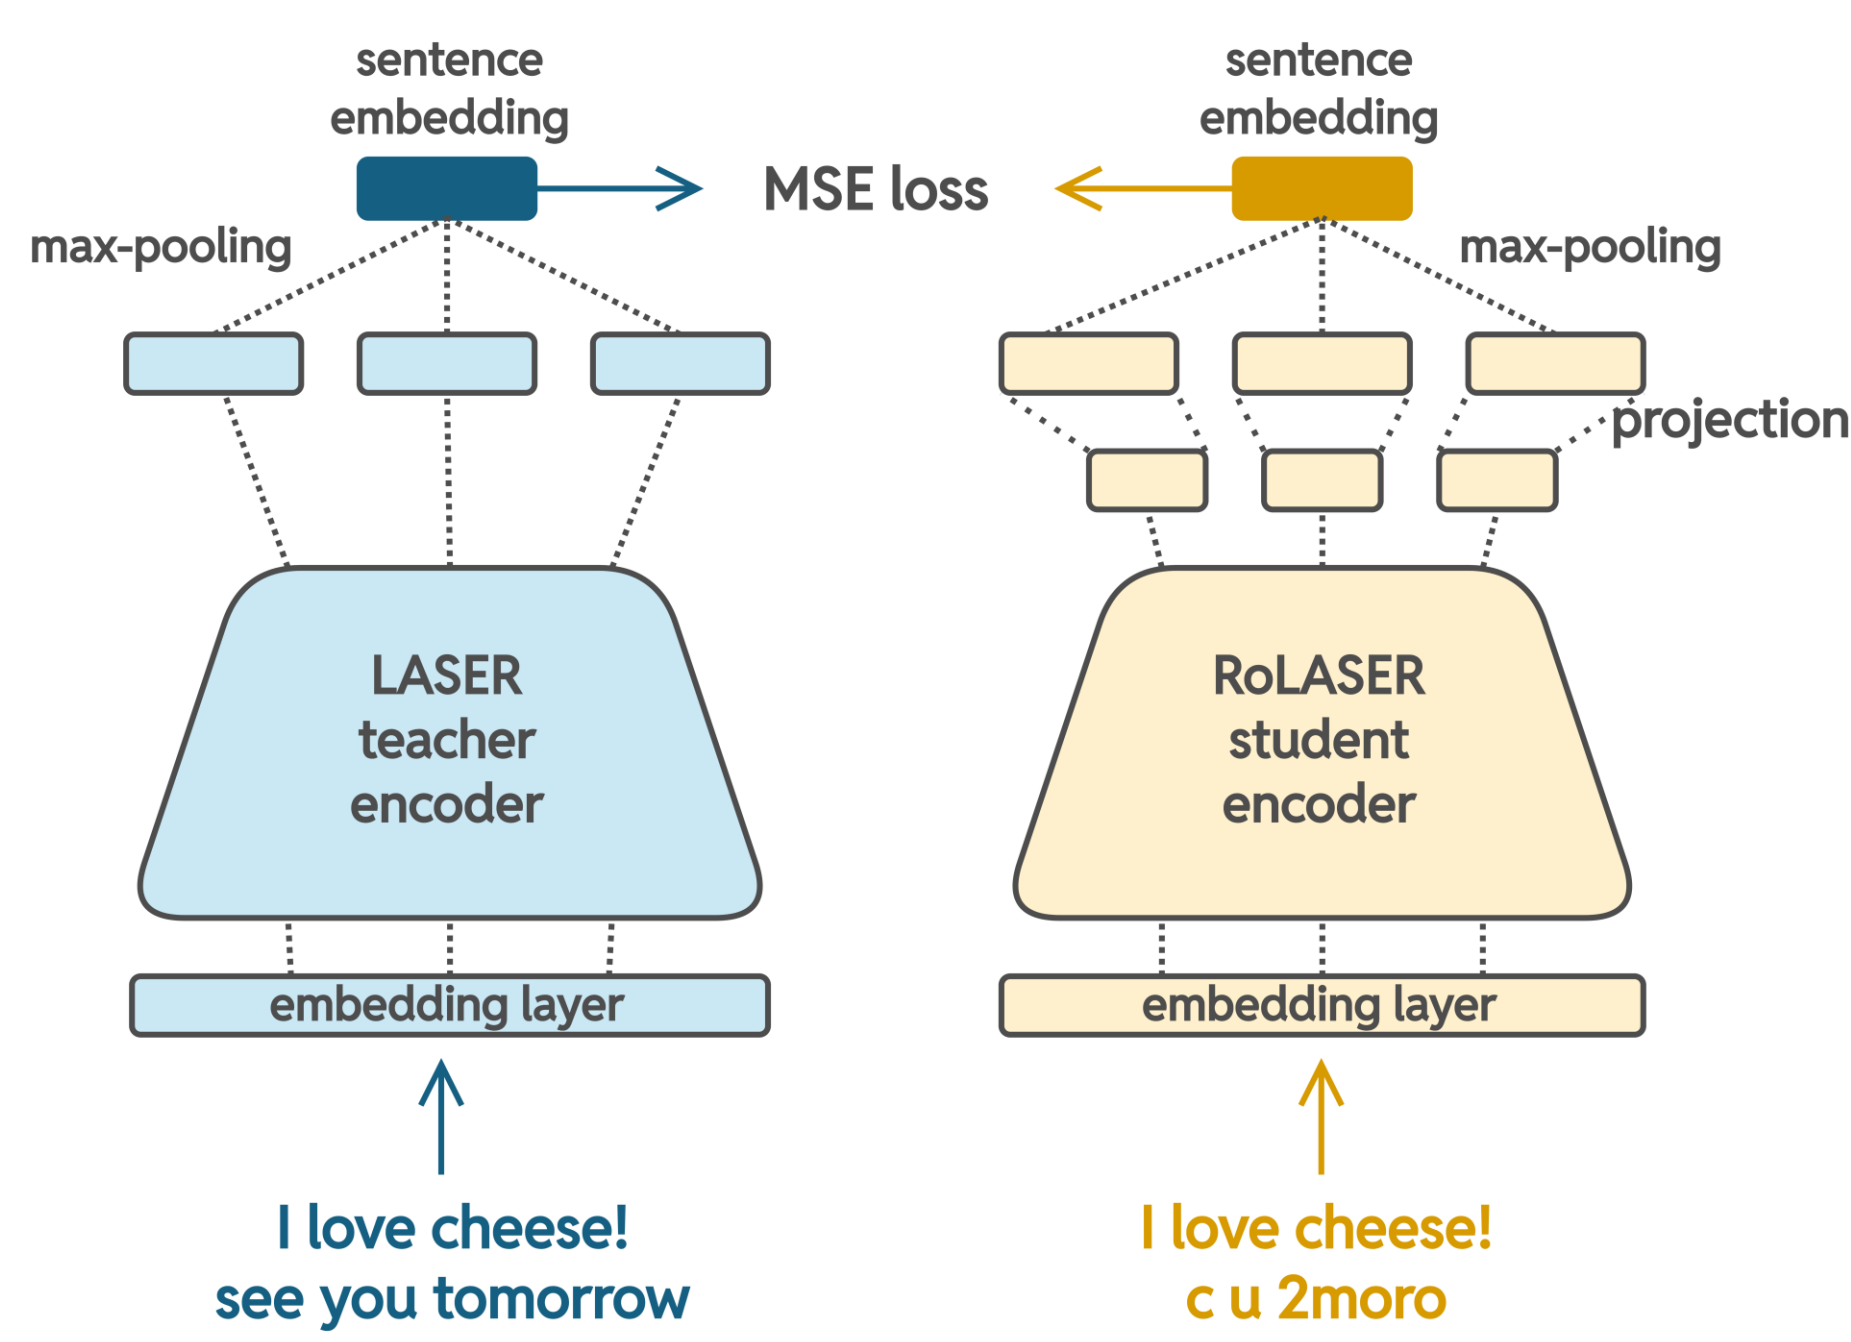 sentence
embedding
max-pooling
LASER
teacher
encoder
embedding layer
I love cheese!
see you tomorrow
MSE loss
sentence
embedding
max-pooling
projection
RoLASER
student
encoder
embedding layer
I love cheese!
c u 2moro